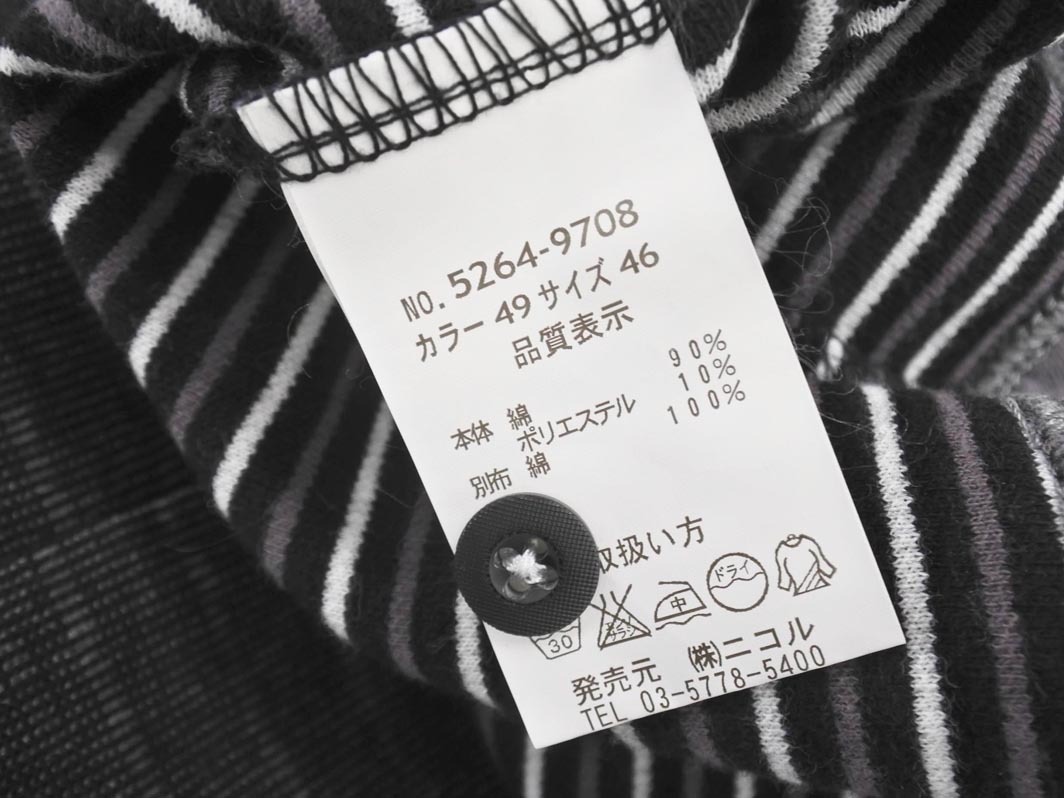 NO. 5264-9708
カラー 49 サイズ 46
品質表示
本体 綿 90%
ポリエステル 10%
別布 綿 100%
取扱い方
30 中 ドライ
発売元 ㈱ニコル
TEL 03-5778-5400